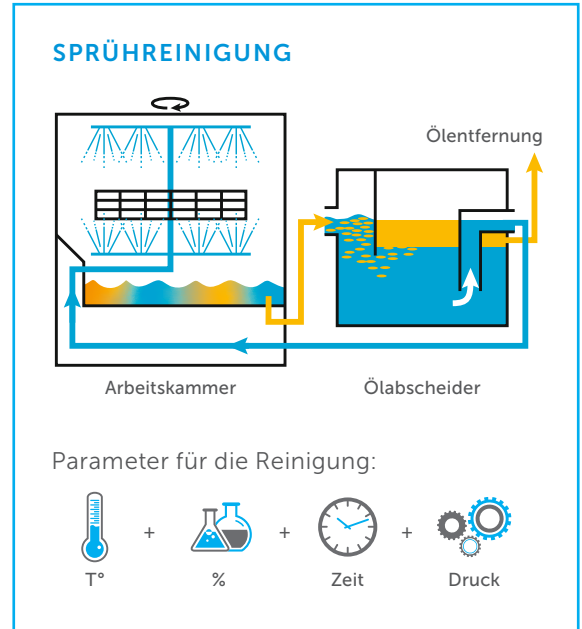 SPRÜHREINIGUNG
Ölentfernung
Arbeitskammer
Ölabscheider
Parameter für die Reinigung:
+ + +
T° % Zeit Druck